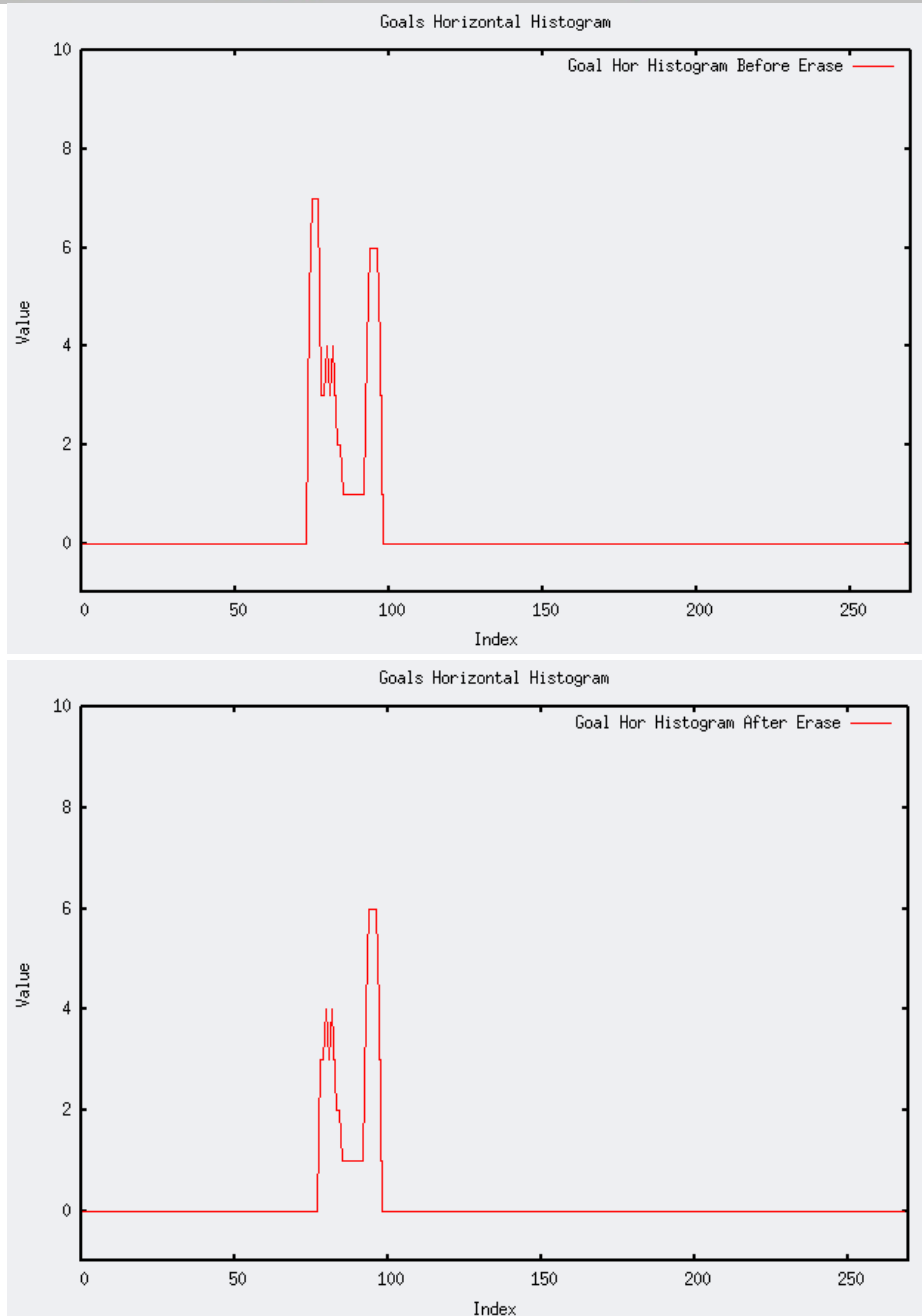 Goals Horizontal Histogram
10
Goal Hor Histogram Before Erase
8
6
Value
4
2
0
0 50 100 150 200 250
Index
Goals Horizontal Histogram
10
Goal Hor Histogram After Erase
8
6
Value
4
2
0
0 50 100 150 200 250
Index